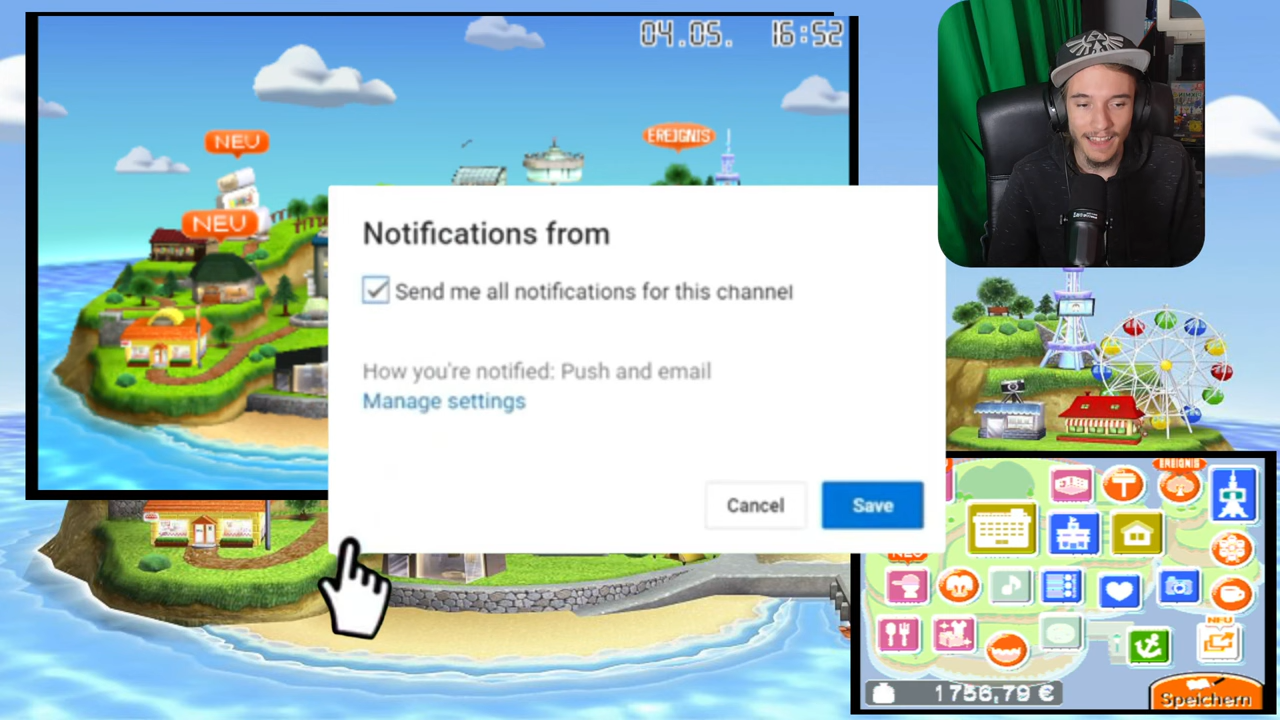 04.05. 16:52
NEU
EREIGNIS
NEU
Notifications from
Send me all notifications for this channel
How you're notified: Push and email
Manage settings
Cancel
Save
EREIGNIS
NEU
NEU
1756,79 €
Speichern